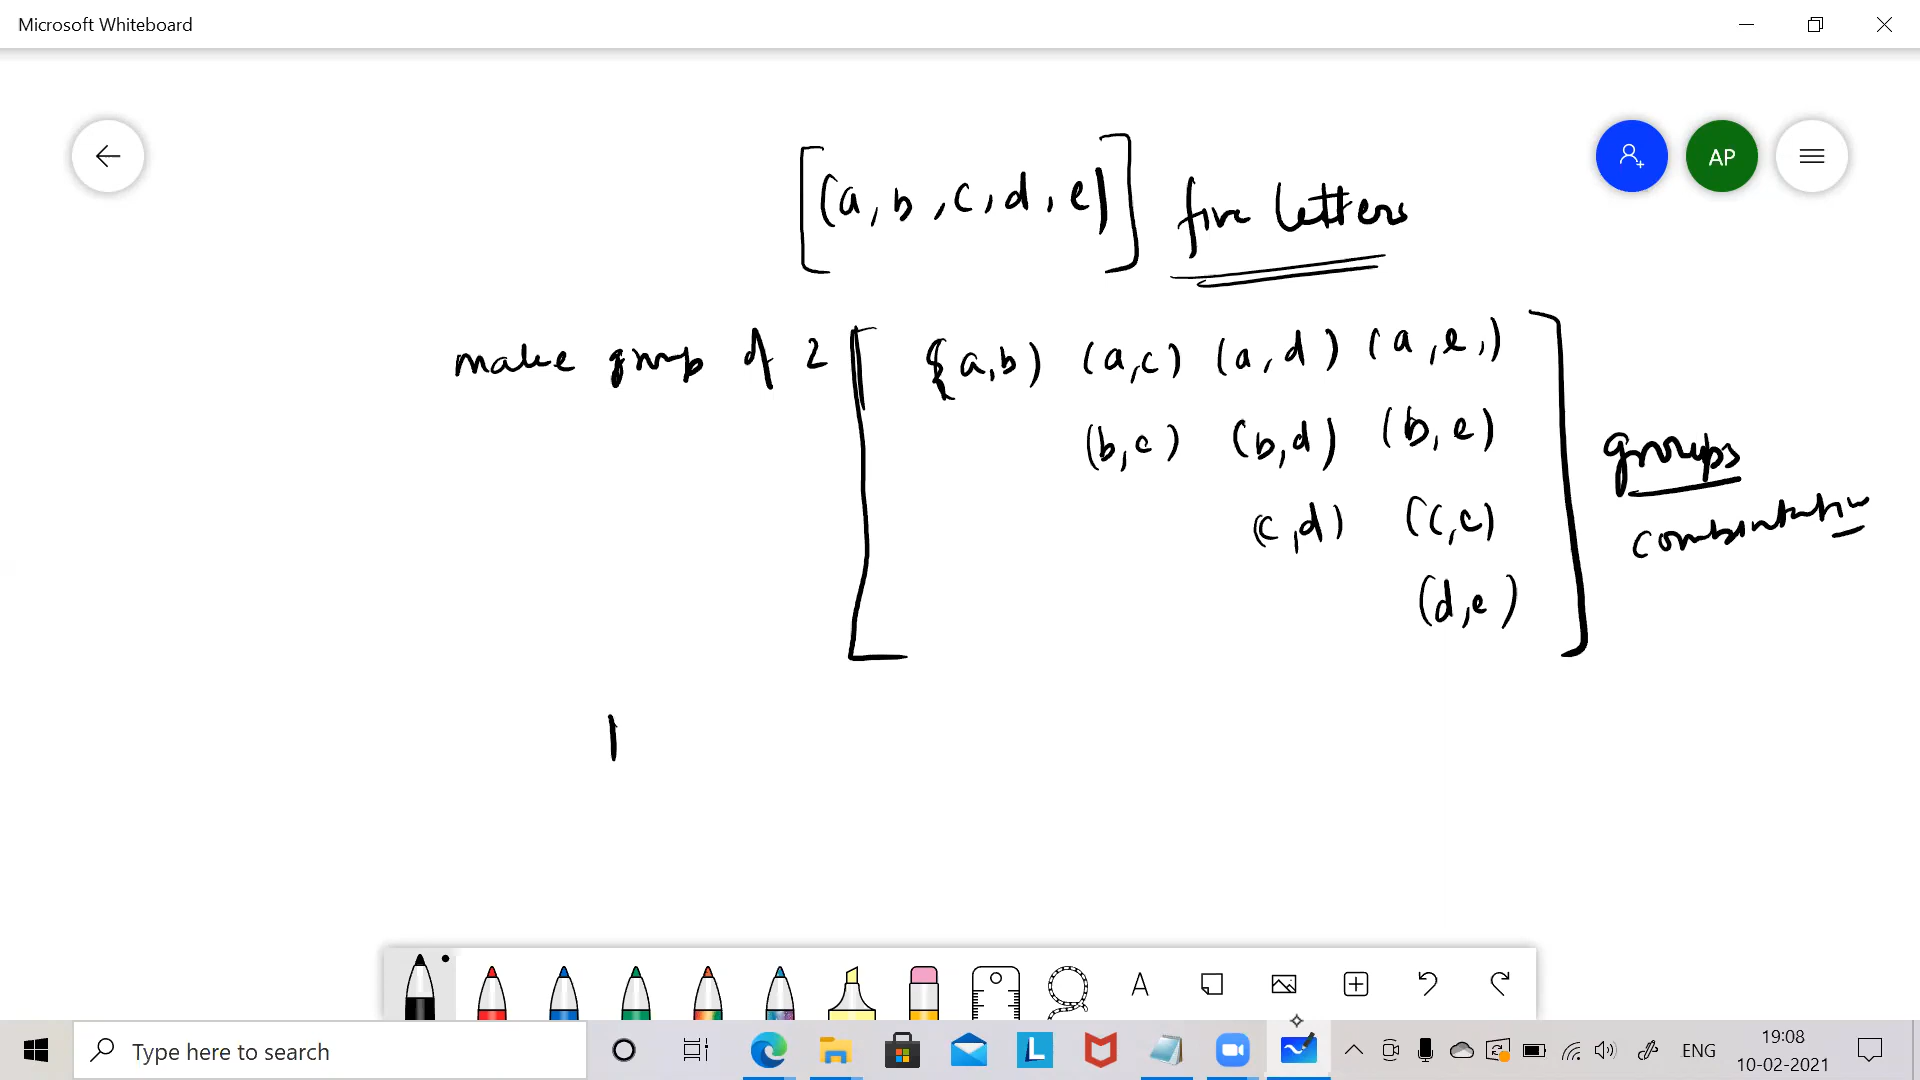 Microsoft Whiteboard
AP
[(a, b, c, d, e)] five letters
make group of 2 [ {a,b) (a,c) (a,d) (a,e,)
(b,c) (b,d) (b,e)
groups
(c,d) (c,e)
(d,e) ]
A
Type here to search
L
ENG
19:08
10-02-2021